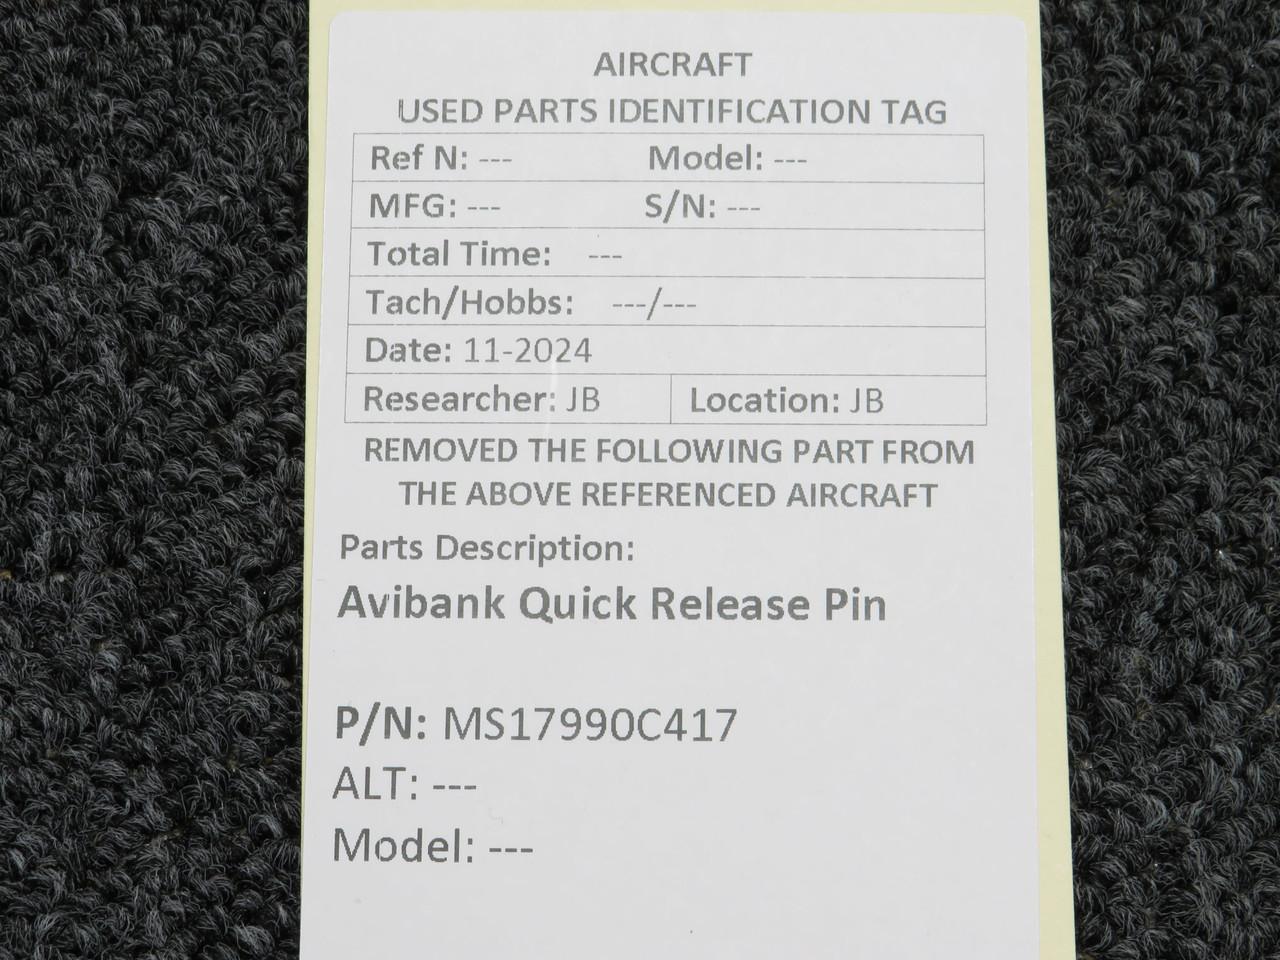 AIRCRAFT
USED PARTS IDENTIFICATION TAG
Ref N: --- Model: ---
MFG: --- S/N: ---
Total Time: ---
Tach/Hobbs: ---/---
Date: 11-2024
Researcher: JB Location: JB
REMOVED THE FOLLOWING PART FROM
THE ABOVE REFERENCED AIRCRAFT
Parts Description:
Avibank Quick Release Pin
P/N: MS17990C417
ALT: ---
Model: ---